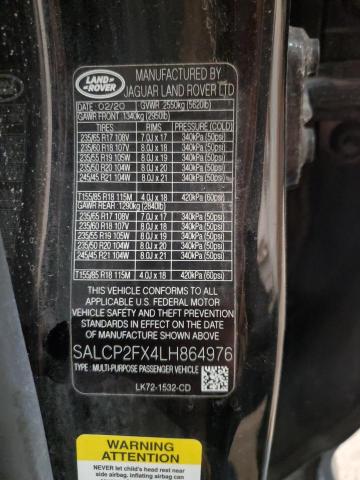 LAND ROVER
MANUFACTURED BY
JAGUAR LAND ROVER LTD
DATE: 02/20 GVWR: 2550kg (5620lb)
GAWR FRONT: 1340kg (2950lb)
TIRES RIMS PRESSURE (COLD)
235/65 R17 108V 7.0J x 17 340kPa (50psi)
235/60 R18 107V 8.0J x 18 340kPa (50psi)
235/55 R19 105W 8.0J x 19 340kPa (50psi)
235/50 R20 104W 8.0J x 20 340kPa (50psi)
245/45 R21 104W 8.0J x 21 340kPa (50psi)
T155/85 R18 115M 4.0J x 18 420kPa (60psi)
GAWR REAR: 1290kg (2840lb)
235/65 R17 108V 7.0J x 17 340kPa (50psi)
235/60 R18 107V 8.0J x 18 340kPa (50psi)
235/55 R19 105W 8.0J x 19 340kPa (50psi)
235/50 R20 104W 8.0J x 20 340kPa (50psi)
245/45 R21 104W 8.0J x 21 340kPa (50psi)
T155/85 R18 115M 4.0J x 18 420kPa (60psi)
THIS VEHICLE CONFORMS TO ALL
APPLICABLE U.S. FEDERAL MOTOR
VEHICLE SAFETY STANDARDS IN
EFFECT ON THE DATE OF
MANUFACTURE SHOWN ABOVE
SALCP2FX4LH864976
TYPE : MULTI-PURPOSE PASSENGER VEHICLE
LK72-1532-CD
WARNING
ATTENTION
NEVER let children rest near side
airbag. An inflating airbag can